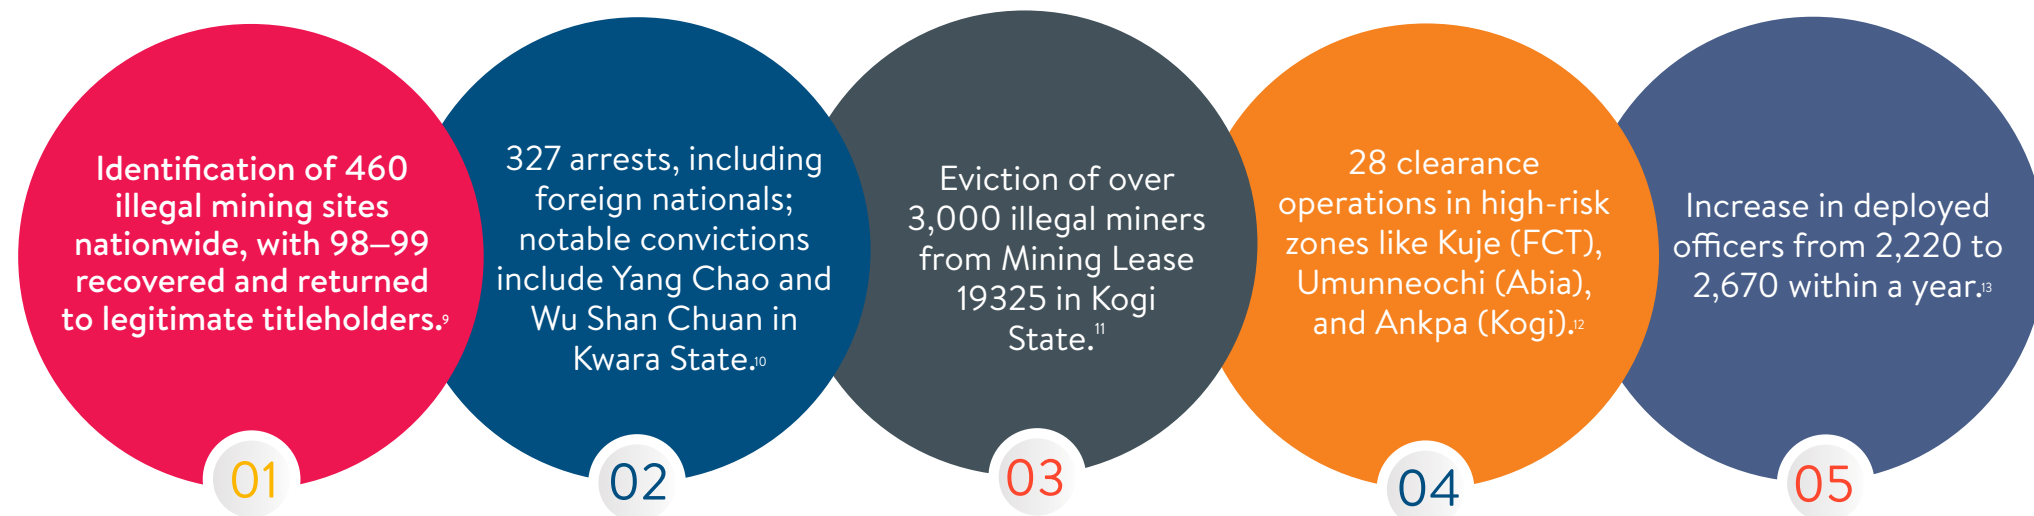 Identification of 460
illegal mining sites
nationwide, with 98–99
recovered and returned
to legitimate titleholders.9
01
327 arrests, including
foreign nationals;
notable convictions
include Yang Chao and
Wu Shan Chuan in
Kwara State.10
02
Eviction of over
3,000 illegal miners
from Mining Lease
19325 in Kogi
State.11
03
28 clearance
operations in high-risk
zones like Kuje (FCT),
Umunneochi (Abia),
and Ankpa (Kogi).12
04
Increase in deployed
officers from 2,220 to
2,670 within a year.13
05